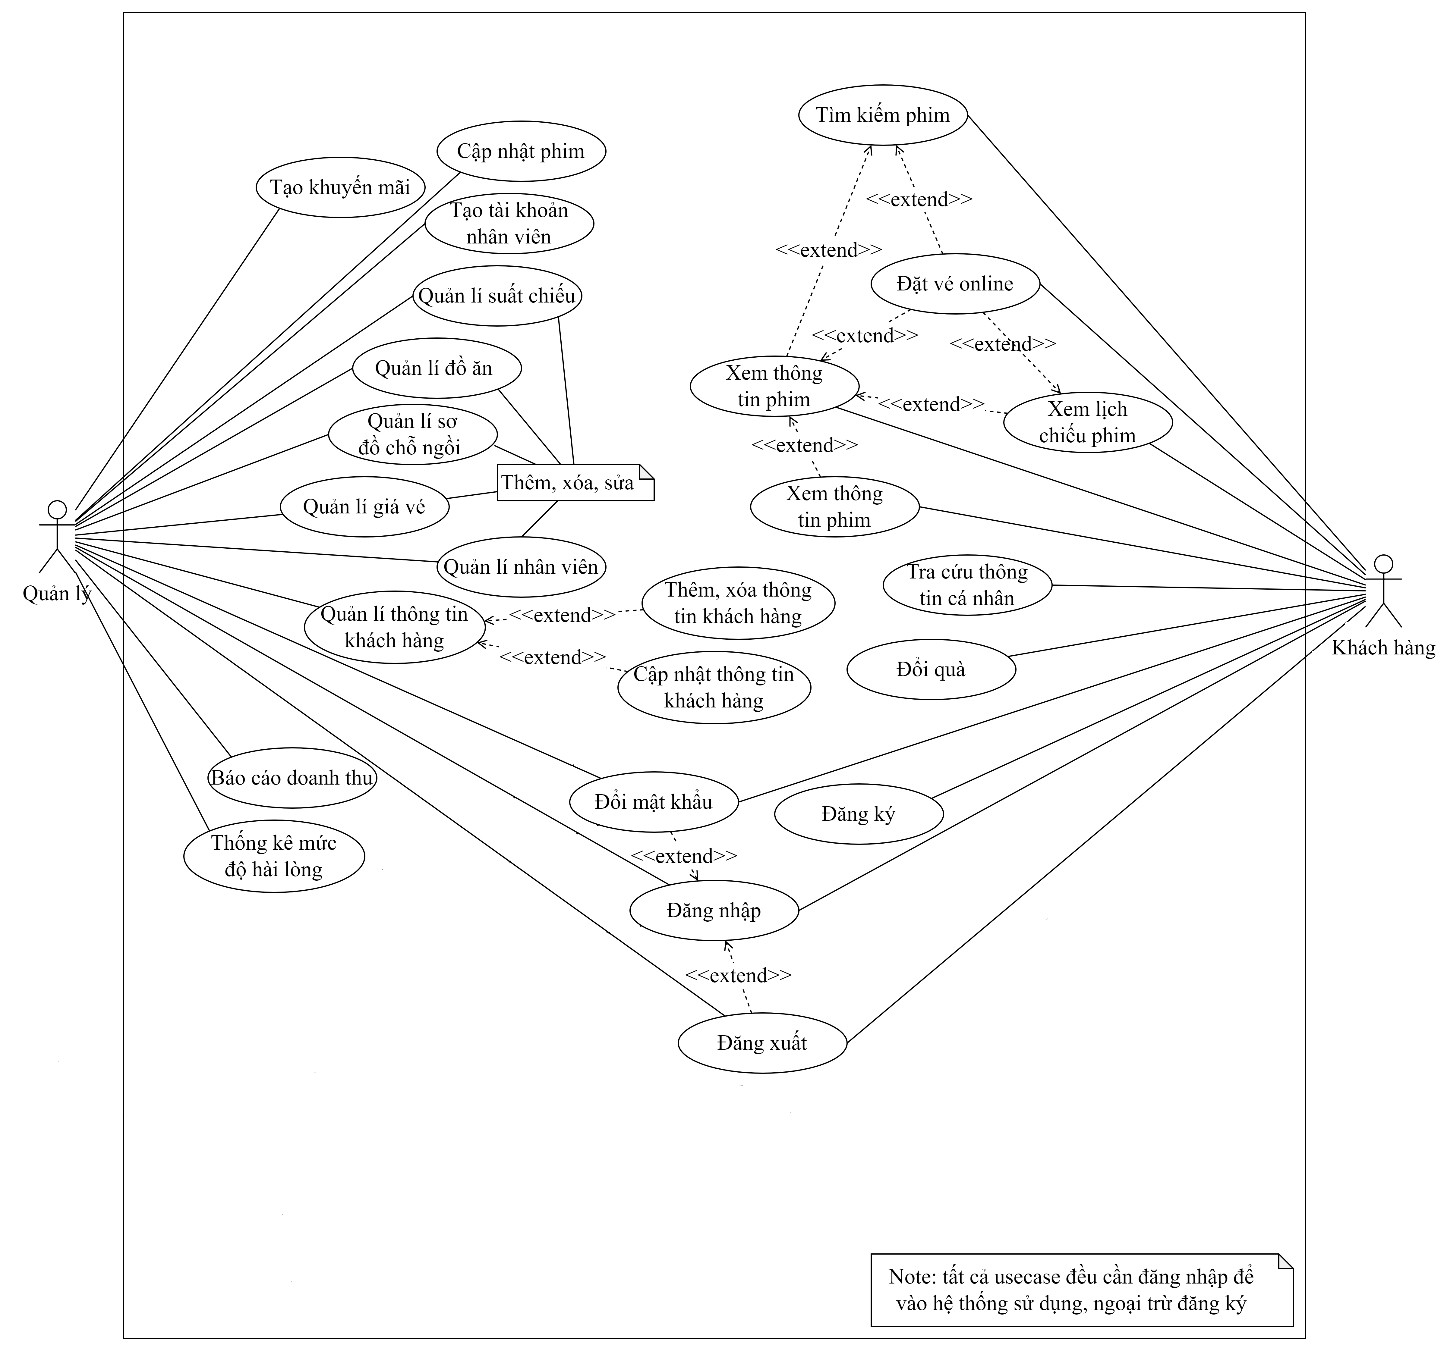 Tìm kiếm phim
Cập nhật phim
Tạo khuyến mãi
Tạo tài khoản
nhân viên
<<extend>>
<<extend>>
Đặt vé online
Quản lí suất chiếu
<<extend>>
<<extend>>
Quản lí đồ ăn
Xem thông
tin phim
<<extend>>
Xem lịch
chiếu phim
Quản lí sơ
đồ chỗ ngồi
<<extend>>
Thêm, xóa, sửa
Quản lí giá vé
Xem thông
tin phim
Quản lí nhân viên
Tra cứu thông
tin cá nhân
Quản lý
Khách hàng
Quản lí thông tin
khách hàng
<<extend>>
Thêm, xóa thông
tin khách hàng
<<extend>>
Cập nhật thông tin
khách hàng
Đổi quà
Báo cáo doanh thu
Đổi mật khẩu
Đăng ký
Thống kê mức
độ hài lòng
<<extend>>
Đăng nhập
<<extend>>
Đăng xuất
Note: tất cả usecase đều cần đăng nhập để
vào hệ thống sử dụng, ngoại trừ đăng ký